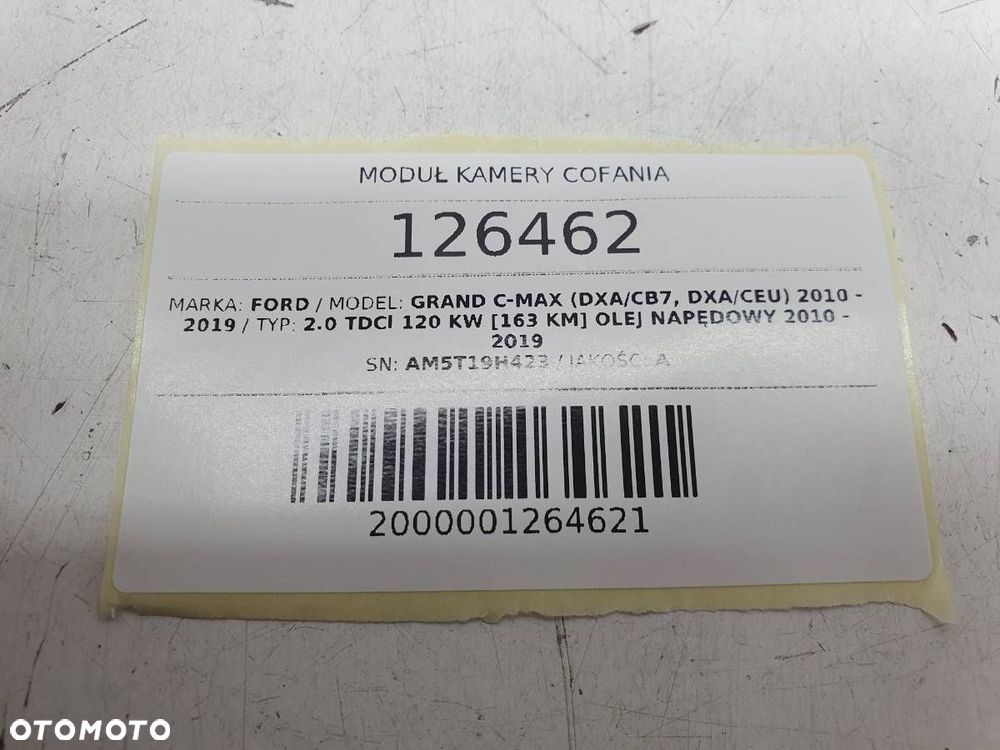 MODUŁ KAMERY COFANIA
126462
MARKA: FORD / MODEL: GRAND C-MAX (DXA/CB7, DXA/CEU) 2010 -
2019 / TYP: 2.0 TDCI 120 KW [163 KM] OLEJ NAPĘDOWY 2010 -
2019
SN: AM5T19H423 / JAKOŚĆ: A
2000001264621
OTOMOTO